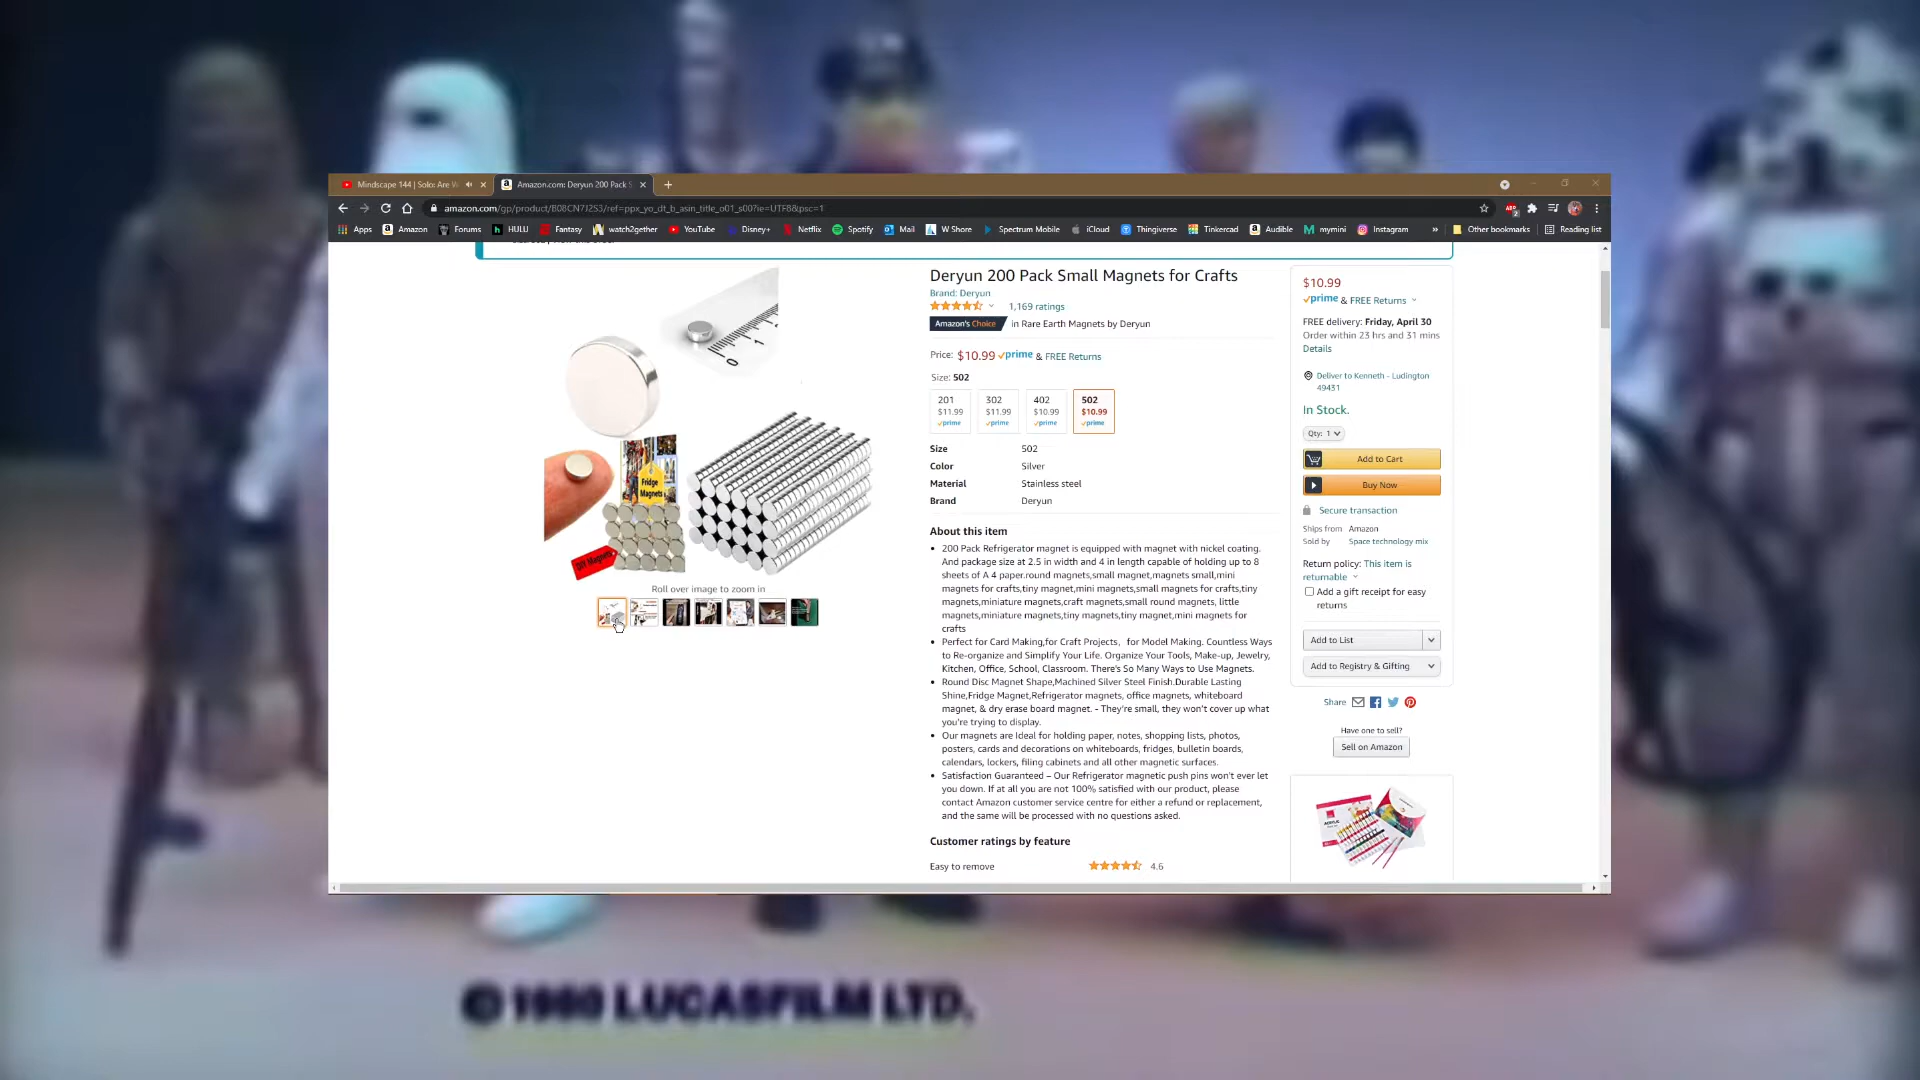 Mindscape 144 | Solo: Are W
Amazon.com: Deryun 200 Pack S
amazon.com/gp/product/B08CN7J2S3/ref=ppx_yo_dt_b_asin_title_o01_s00?ie=UTF8&psc=1
Apps Amazon Forums HULU Fantasy watch2gether YouTube Disney+ Netflix Spotify Mail W Shore Spectrum Mobile iCloud Thingiverse Tinkercad Audible mymini Instagram » Other bookmarks Reading list
Deryun 200 Pack Small Magnets for Crafts
Brand: Deryun
1,169 ratings
Amazon's Choice in Rare Earth Magnets by Deryun
Price: $10.99 prime & FREE Returns
Size: 502
201 302 402 502
$11.99 $11.99 $10.99 $10.99
prime prime prime prime
Size 502
Color Silver
Material Stainless steel
Brand Deryun
About this item
• 200 Pack Refrigerator magnet is equipped with magnet with nickel coating.
And package size at 2.5 in width and 4 in length capable of holding up to 8
sheets of A 4 paper.round magnets,small magnet,magnets small,mini
magnets for crafts,tiny magnet,mini magnets,small magnets for crafts,tiny
magnets,miniature magnets,craft magnets,small round magnets, little
magnets,miniature magnets,tiny magnets,tiny magnet,mini magnets for
crafts
• Perfect for Card Making,for Craft Projects，for Model Making. Countless Ways
to Re-organize and Simplify Your Life. Organize Your Tools, Make-up, Jewelry,
Kitchen, Office, School, Classroom. There's So Many Ways to Use Magnets.
• Round Disc Magnet Shape,Machined Silver Steel Finish.Durable Lasting
Shine,Fridge Magnet,Refrigerator magnets, office magnets, whiteboard
magnet, & dry erase board magnet. - They're small, they won't cover up what
you're trying to display.
• Our magnets are Ideal for holding paper, notes, shopping lists, photos,
posters, cards and decorations on whiteboards, fridges, bulletin boards,
calendars, lockers, filing cabinets and all other magnetic surfaces.
• Satisfaction Guaranteed – Our Refrigerator magnetic push pins won't ever let
you down. If at all you are not 100% satisfied with our product, please
contact Amazon customer service centre for either a refund or replacement,
and the same will be processed with no questions asked.
Customer ratings by feature
Easy to remove 4.6
0 1
Fridge
Magnets
DIY Magnets
Roll over image to zoom in
$10.99
prime & FREE Returns
FREE delivery: Friday, April 30
Order within 23 hrs and 31 mins
Details
Deliver to Kenneth - Ludington
49431
In Stock.
Qty: 1
Add to Cart
Buy Now
Secure transaction
Ships from Amazon
Sold by Space technology mix
Return policy: This item is
returnable
Add a gift receipt for easy
returns
Add to List
Add to Registry & Gifting
Share
Have one to sell?
Sell on Amazon
© 1980 LUCASFILM LTD.